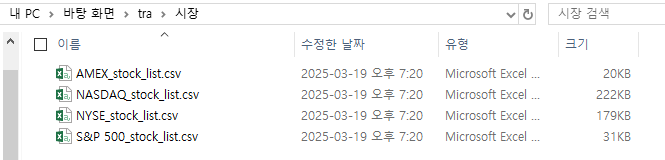 내 PC > 바탕 화면 > tra > 시장
시장 검색
이름 수정한 날짜 유형 크기
AMEX_stock_list.csv 2025-03-19 오후 7:20 Microsoft Excel ... 20KB
NASDAQ_stock_list.csv 2025-03-19 오후 7:20 Microsoft Excel ... 222KB
NYSE_stock_list.csv 2025-03-19 오후 7:20 Microsoft Excel ... 179KB
S&P 500_stock_list.csv 2025-03-19 오후 7:20 Microsoft Excel ... 31KB